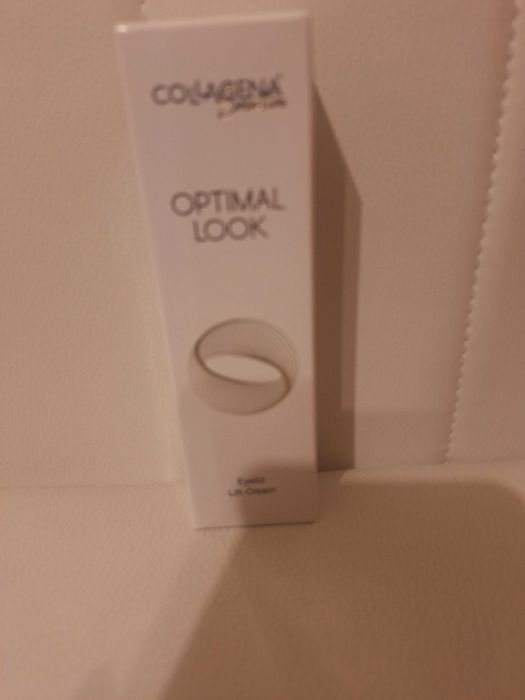 COLLAGENA
OPTIMAL
LOOK
Eyelid
Lift Cream